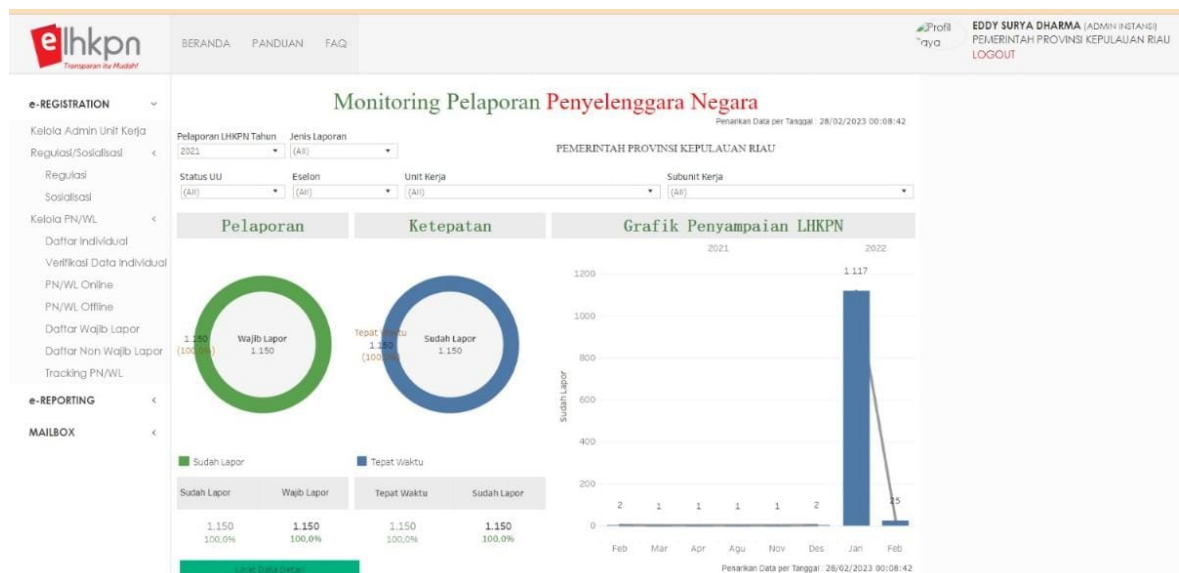 elhkpn
Transparan itu Mudah!
BERANDA PANDUAN FAQ
Profil
Saya
EDDY SURYA DHARMA (ADMIN INSTANSI)
PEMERINTAH PROVINSI KEPULAUAN RIAU
LOGOUT
e-REGISTRATION
Kelola Admin Unit Kerja
Regulasi/Sosialisasi
Regulasi
Sosialisasi
Kelola PN/WL
Daftar Individual
Verifikasi Data Individual
PN/WL Online
PN/WL Offline
Daftar Wajib Lapor
Daftar Non Wajib Lapor
Tracking PN/WL
e-REPORTING
MAILBOX
Monitoring Pelaporan Penyelenggara Negara
Penarikan Data per Tanggal : 28/02/2023 00:08:42
Pelaporan LHKPN Tahun Jenis Laporan
2021 (All)
PEMERINTAH PROVINSI KEPULAUAN RIAU
Status UU Eselon Unit Kerja Subunit Kerja
(All) (All) (All) (All)
Pelaporan
1.150
(100,0%)
Wajib Lapor
1.150
Sudah Lapor
Sudah Lapor Wajib Lapor
1.150 1.150
100,0% 100,0%
Lihat Data Detail
Ketepatan
Tepat Waktu
1.150
(100,
Sudah Lapor
1.150
Tepat Waktu
Tepat Waktu Sudah Lapor
1.150 1.150
100,0% 100,0%
Grafik Penyampaian LHKPN
2021 2022
Sudah Lapor
1200
1000
800
600
400
200
0
2 1 1 1 1 2 1.117 25
Feb Mar Apr Agu Nov Des Jan Feb
Penarikan Data per Tanggal : 28/02/2023 00:08:42